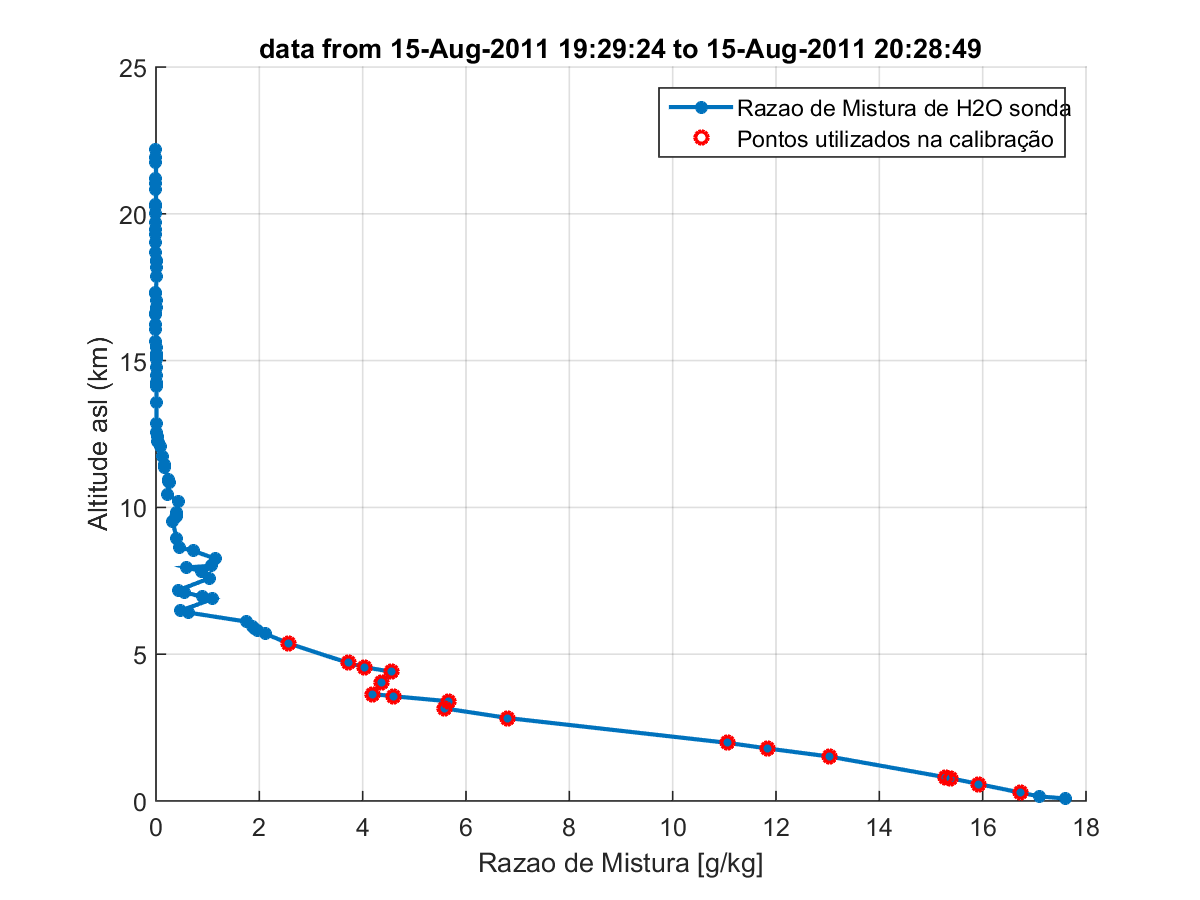 data from 15-Aug-2011 19:29:24 to 15-Aug-2011 20:28:49
Razao de Mistura de H2O sonda
Pontos utilizados na calibração
25
20
15
10
5
0
Altitude asl (km)
0 2 4 6 8 10 12 14 16 18
Razao de Mistura [g/kg]